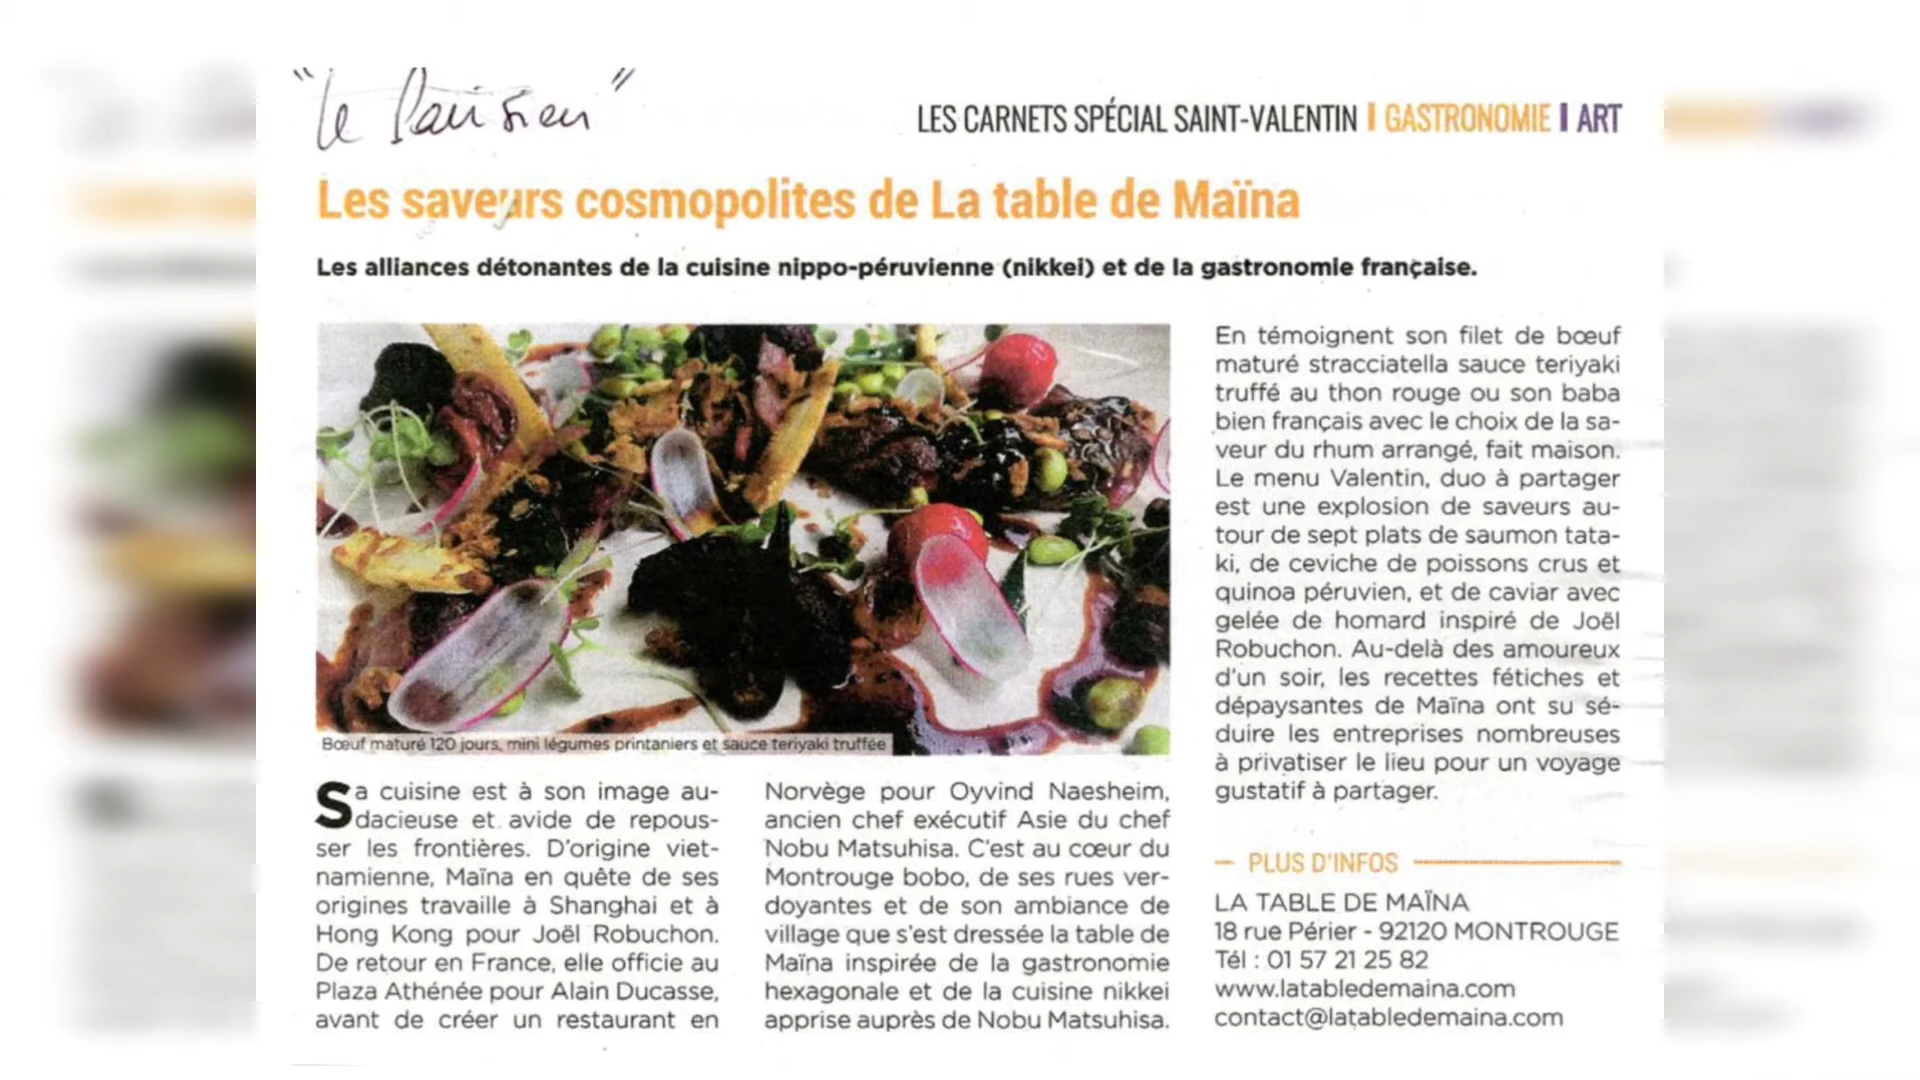 "Le Parisien"
LES CARNETS SPÉCIAL SAINT-VALENTIN I GASTRONOMIE I ART
Les saveurs cosmopolites de La table de Maïna
Les alliances détonantes de la cuisine nippo-péruvienne (nikkei) et de la gastronomie française.
Bœuf maturé 120 jours, mini légumes printaniers et sauce teriyaki truffée
Sa cuisine est à son image au-
dacieuse et avide de repous-
ser les frontières. D'origine viet-
namienne, Maïna en quête de ses
origines travaille à Shanghai et à
Hong Kong pour Joël Robuchon.
De retour en France, elle officie au
Plaza Athénée pour Alain Ducasse,
avant de créer un restaurant en
Norvège pour Oyvind Naesheim,
ancien chef exécutif Asie du chef
Nobu Matsuhisa. C'est au cœur du
Montrouge bobo, de ses rues ver-
doyantes et de son ambiance de
village que s'est dressée la table de
Maïna inspirée de la gastronomie
hexagonale et de la cuisine nikkei
apprise auprès de Nobu Matsuhisa.
En témoignent son filet de bœuf
maturé stracciatella sauce teriyaki
truffé au thon rouge ou son baba
bien français avec le choix de la sa-
veur du rhum arrangé, fait maison.
Le menu Valentin, duo à partager
est une explosion de saveurs au-
tour de sept plats de saumon tata-
ki, de ceviche de poissons crus et
quinoa péruvien, et de caviar avec
gelée de homard inspiré de Joël
Robuchon. Au-delà des amoureux
d'un soir, les recettes fétiches et
dépaysantes de Maïna ont su sé-
duire les entreprises nombreuses
à privatiser le lieu pour un voyage
gustatif à partager.
PLUS D'INFOS
LA TABLE DE MAÏNA
18 rue Périer - 92120 MONTROUGE
Tél : 01 57 21 25 82
www.latabledemaina.com
contact@latabledemaina.com